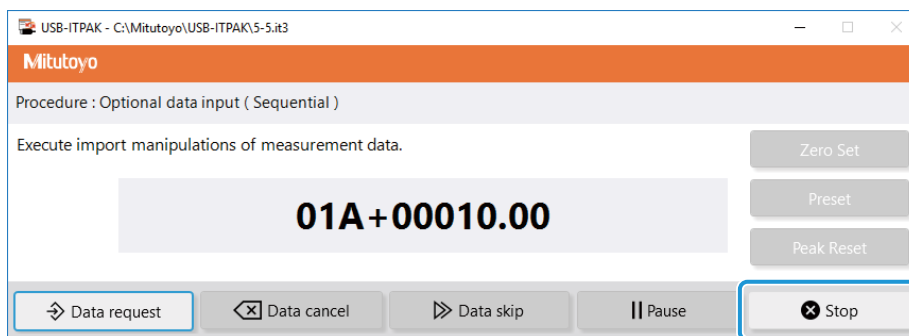 USB-ITPAK - C:\Mitutoyo\USB-ITPAK\5-5.it3
Mitutoyo
Procedure : Optional data input ( Sequential )
Execute import manipulations of measurement data.
Zero Set
01A+00010.00
Preset
Peak Reset
Data request
Data cancel
Data skip
Pause
Stop